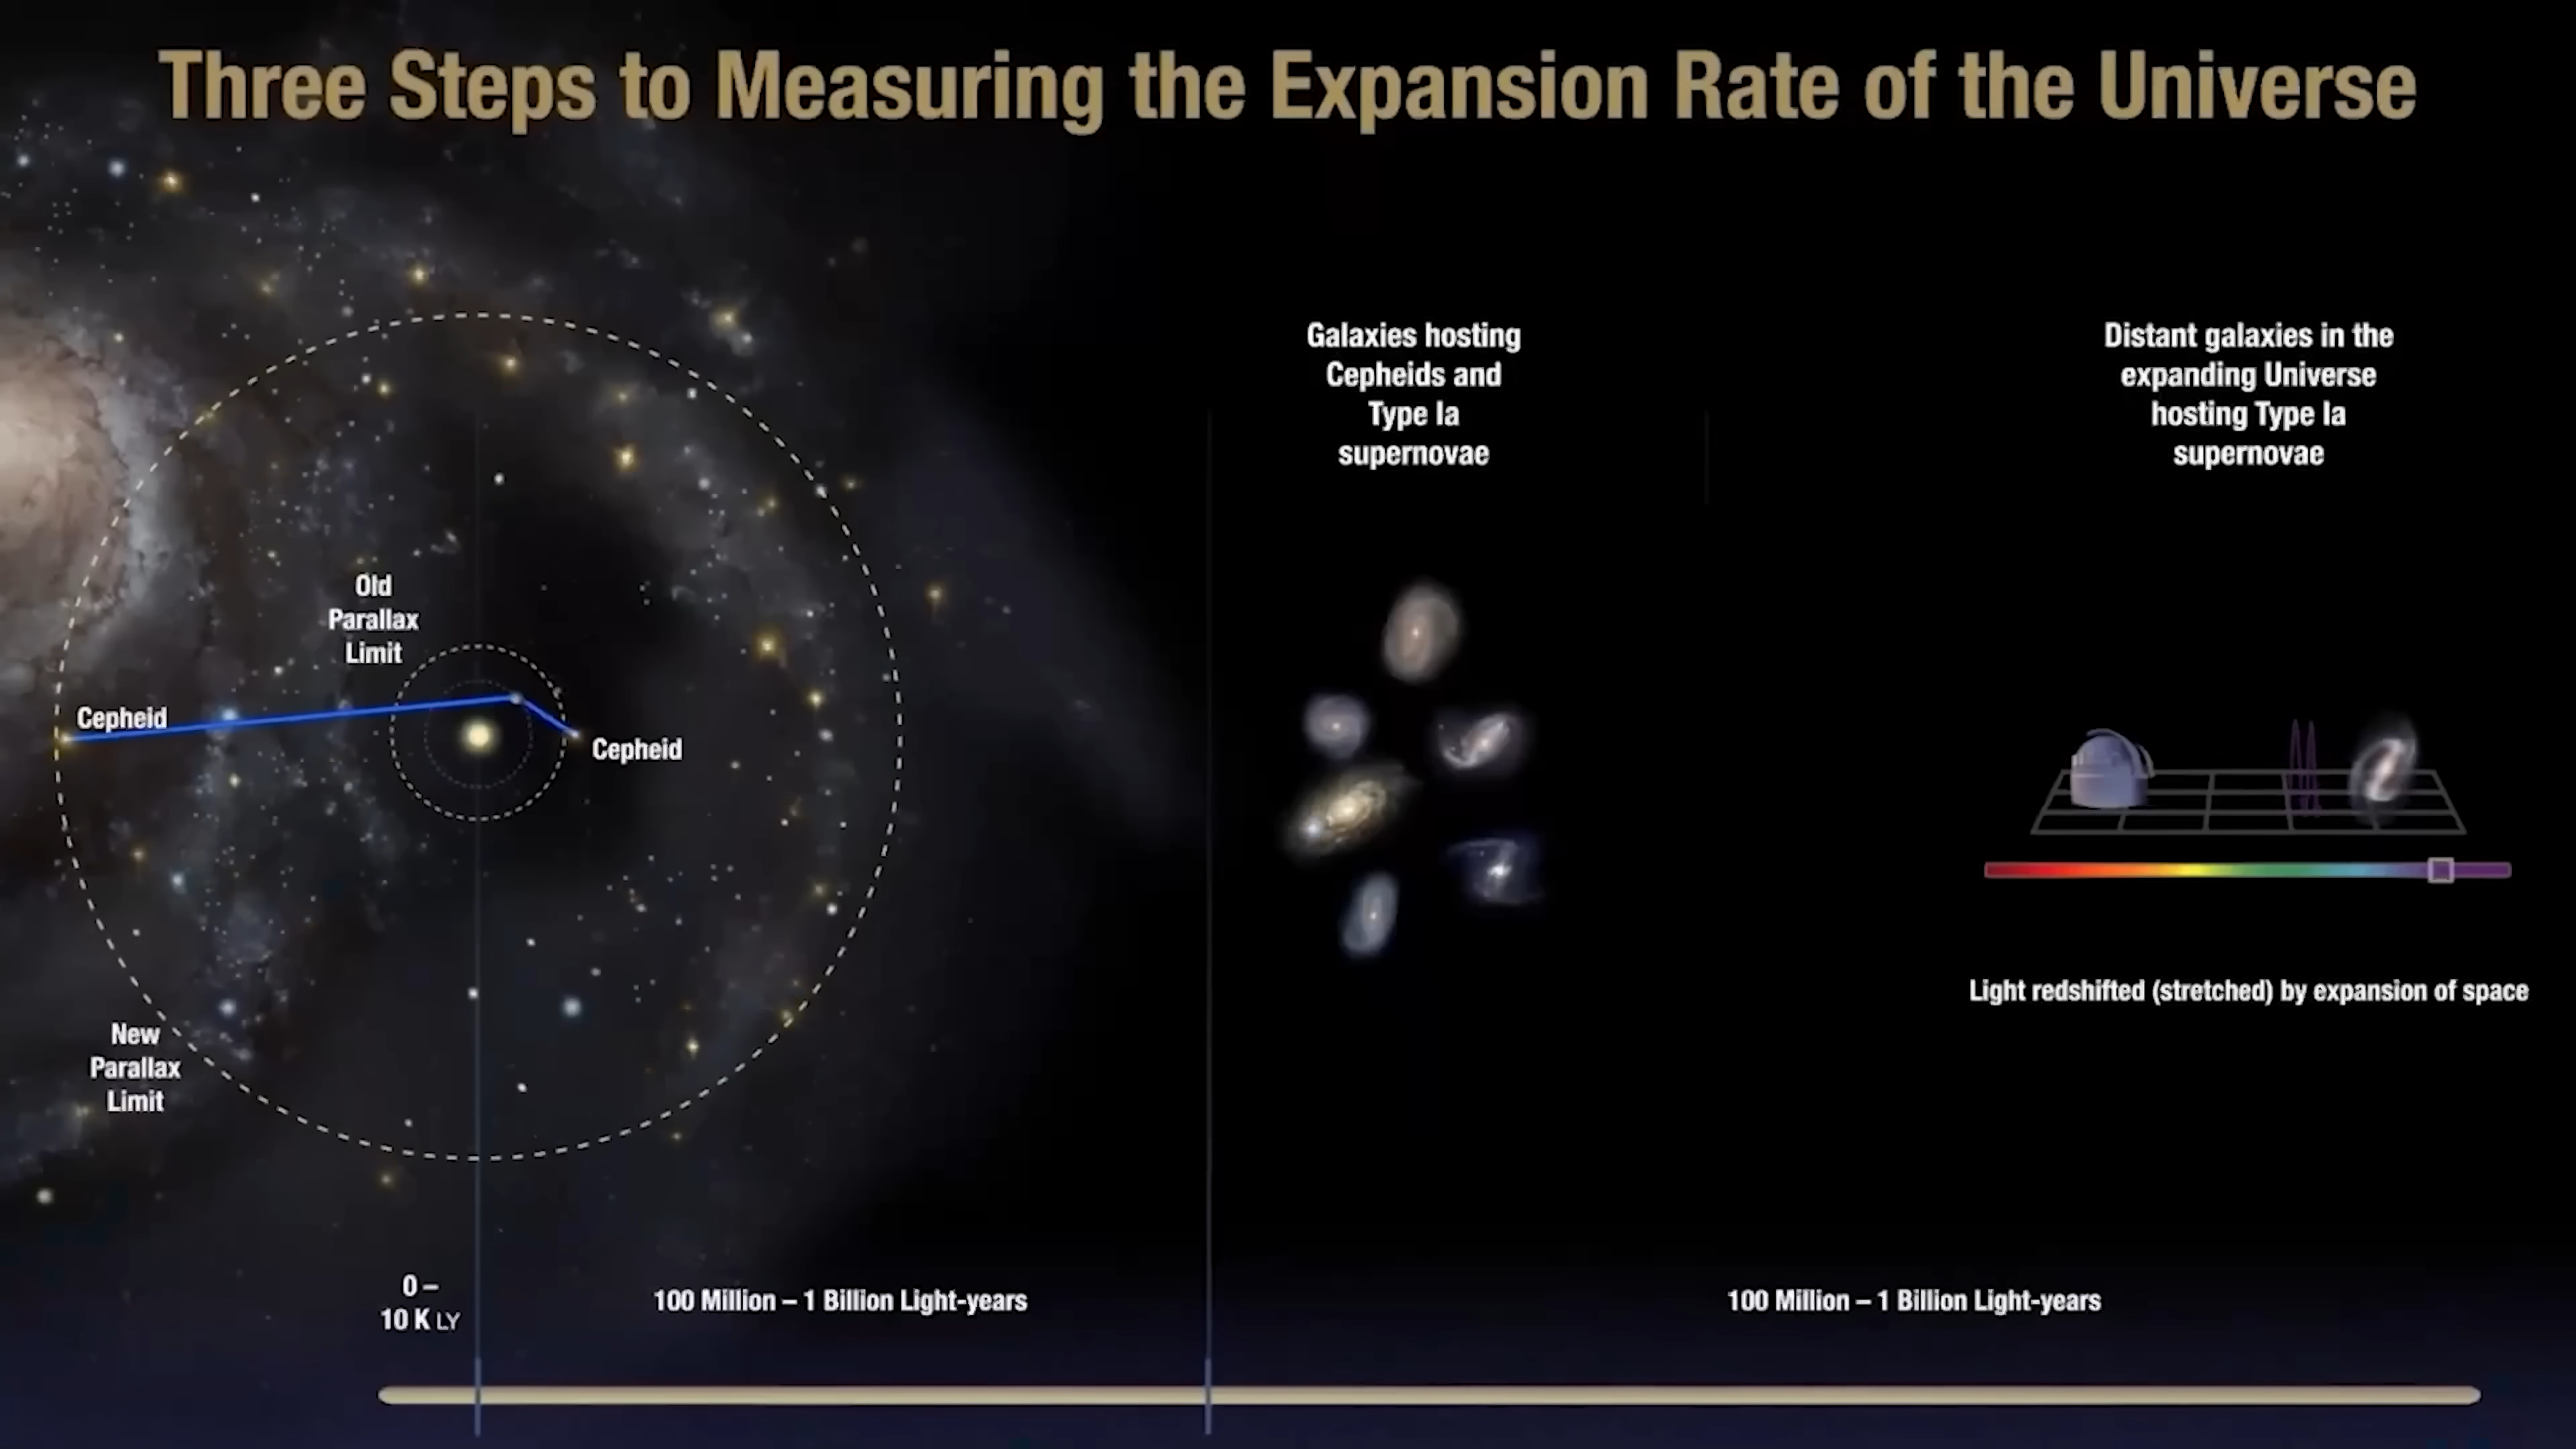 Three Steps to Measuring the Expansion Rate of the Universe
Galaxies hosting
Cepheids and
Type Ia
supernovae
Distant galaxies in the
expanding Universe
hosting Type Ia
supernovae
Old
Parallax
Limit
Cepheid
Cepheid
Light redshifted (stretched) by expansion of space
New
Parallax
Limit
0 –
10 K LY
100 Million – 1 Billion Light-years
100 Million – 1 Billion Light-years